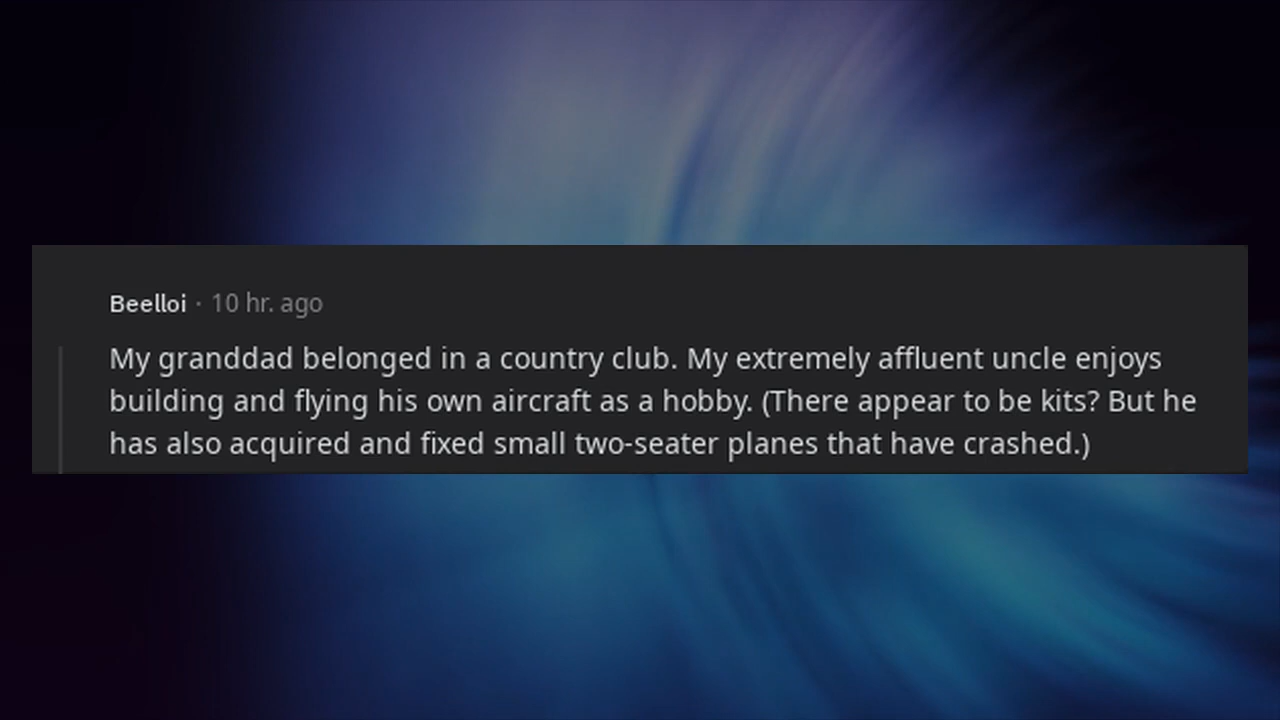 Beelloi · 10 hr. ago
My granddad belonged in a country club. My extremely affluent uncle enjoys
building and flying his own aircraft as a hobby. (There appear to be kits? But he
has also acquired and fixed small two-seater planes that have crashed.)